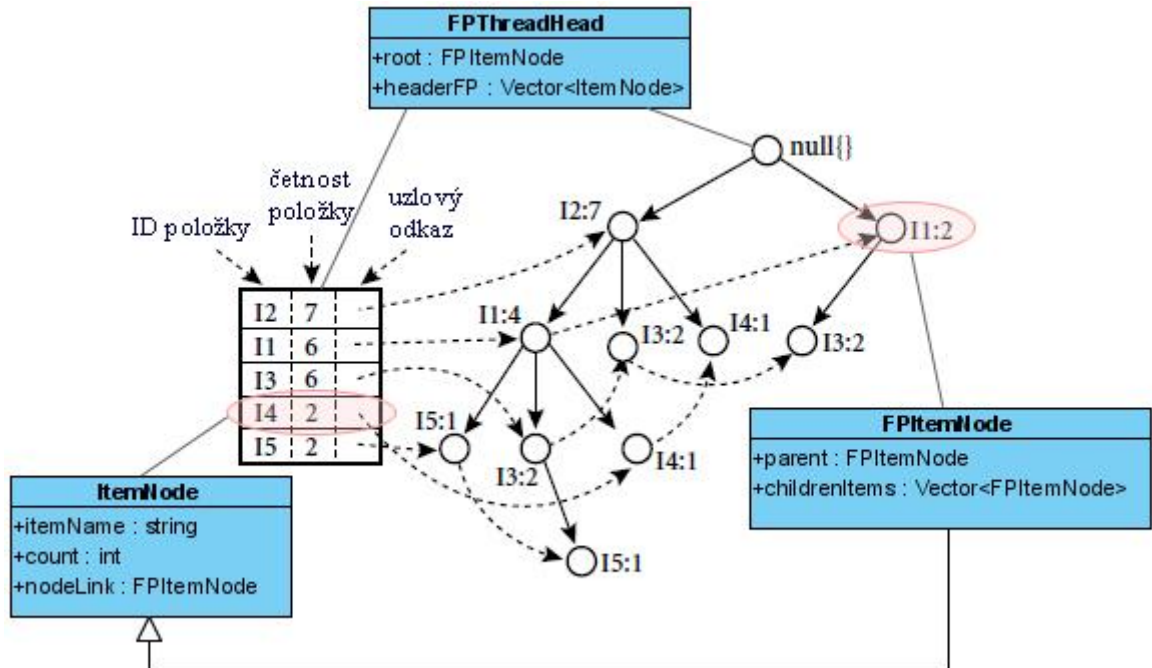 FPThreadHead
+root : FPItemNode
+headerFP : Vector<ItemNode>
null{}
ID položky
četnost
položky
uzlový
odkaz
I2:7
I1:2
I2 7
I1 6
I3 6
I4 2
I5 2
I1:4
I3:2
I4:1
I3:2
I5:1
I3:2
I4:1
I5:1
FPItemNode
+parent : FPItemNode
+childrenItems : Vector<FPItemNode>
ItemNode
+itemName : string
+count : int
+nodeLink : FPItemNode